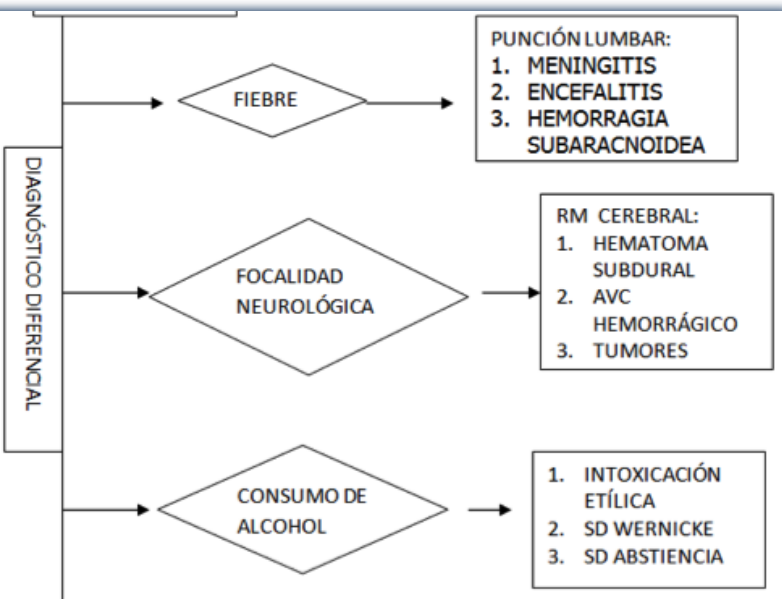 DIAGNÓSTICO DIFERENCIAL
FIEBRE
PUNCIÓN LUMBAR:
1. MENINGITIS
2. ENCEFALITIS
3. HEMORRAGIA
SUBARACNOIDEA
FOCALIDAD
NEUROLÓGICA
RM CEREBRAL:
1. HEMATOMA
SUBDURAL
2. AVC
HEMORRÁGICO
3. TUMORES
CONSUMO DE
ALCOHOL
1. INTOXICACIÓN
ETÍLICA
2. SD WERNICKE
3. SD ABSTIENCIA